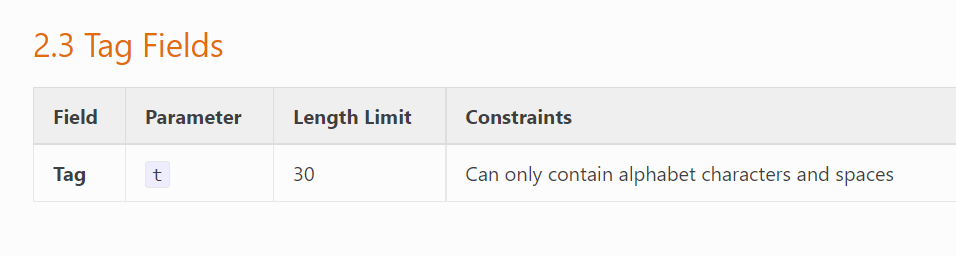 2.3 Tag Fields
Field Parameter Length Limit Constraints
Tag t 30 Can only contain alphabet characters and spaces